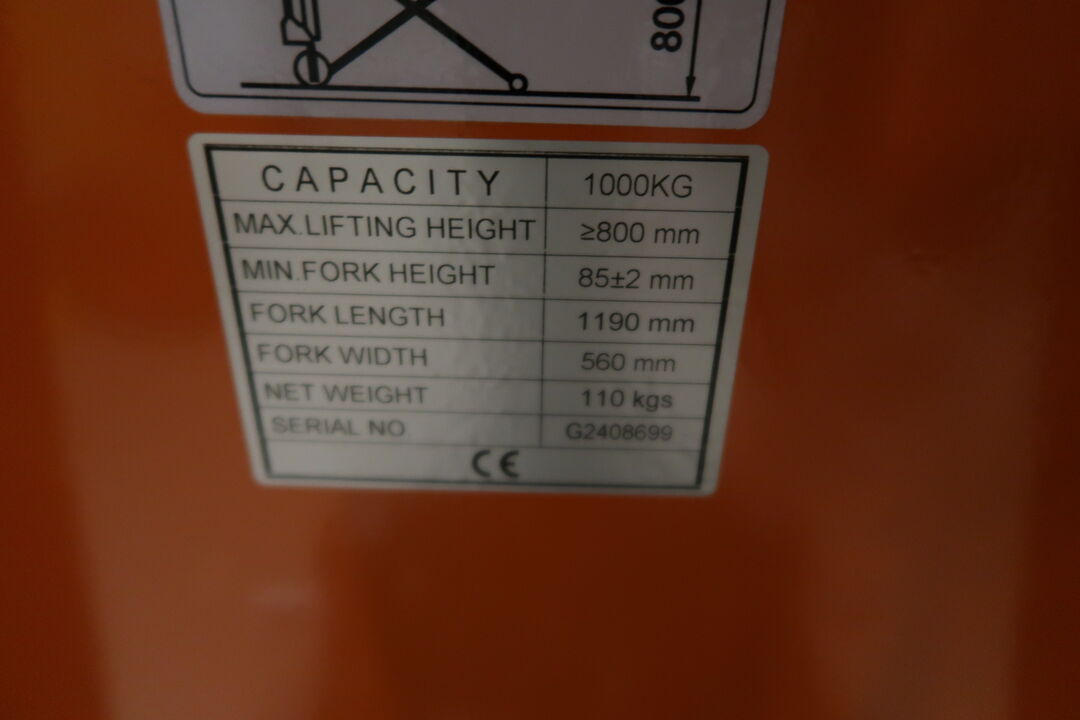 800
CAPACITY 1000KG
MAX.LIFTING HEIGHT ≥800 mm
MIN.FORK HEIGHT 85±2 mm
FORK LENGTH 1190 mm
FORK WIDTH 560 mm
NET WEIGHT 110 kgs
SERIAL NO. G2408699
CE